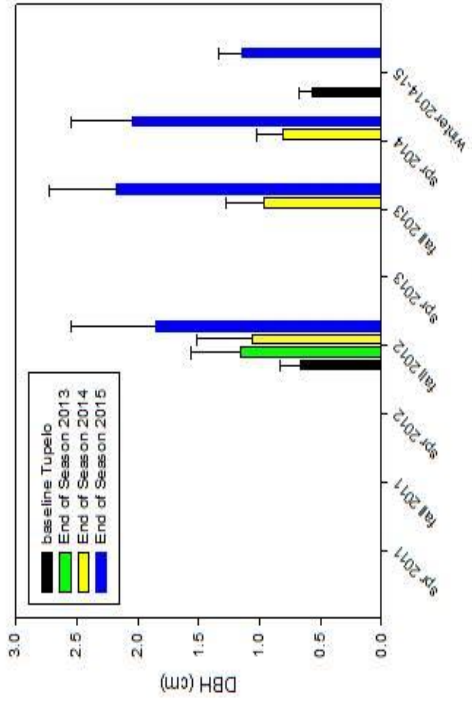 baseline Tupelo
End of Season 2013
End of Season 2014
End of Season 2015
3.0
2.5
2.0
1.5
1.0
0.5
0.0
DBH (cm)
spr 2011
fall 2011
spr 2012
fall 2012
spr 2013
fall 2013
spr 2014
winter 2014-15